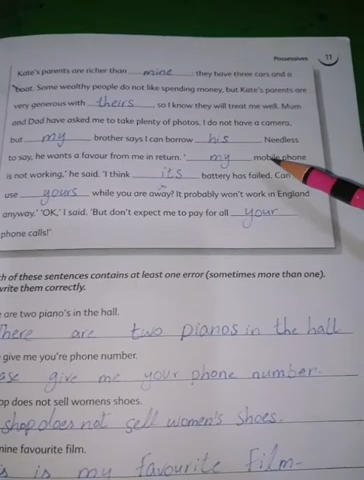 Possessives 11
Kate's parents are richer than mine : they have three cars and a
boat. Some wealthy people do not like spending money, but Kate's parents are
very generous with theirs , so I know they will treat me well. Mum
and Dad have asked me to take plenty of photos. I do not have a camera,
but my brother says I can borrow his Needless
to say, he wants a favour from me in return. ' my mobile phone
is not working,' he said. 'I think its battery has failed. Can
use yours while you are away? It probably won't work in England
anyway.' 'OK,' I said. 'But don't expect me to pay for all your
phone calls!'
ch of these sentences contains at least one error (sometimes more than one).
write them correctly.
are two piano's in the hall.
There are two pianos in the hall
give me you're phone number.
ase give me your phone number.
op does not sell womens shoes.
shop does not sell women's shoes.
mine favourite film.
is is my favourite film-